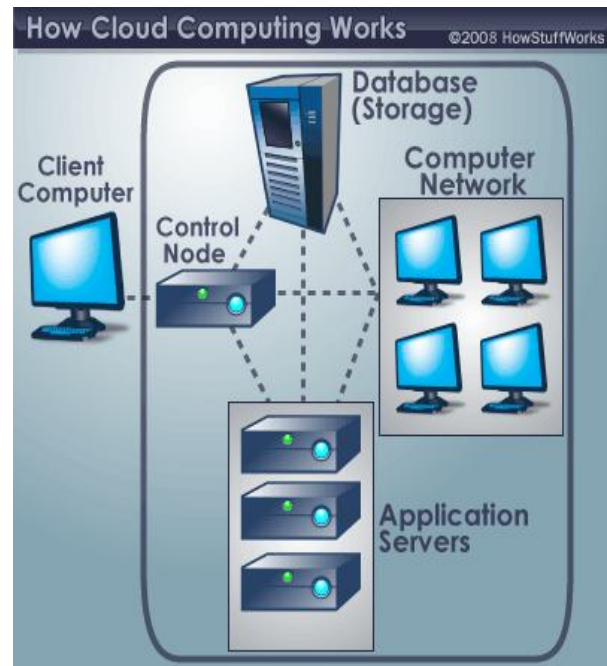 How Cloud Computing Works
©2008 HowStuffWorks
Database
(Storage)
Client
Computer
Computer
Network
Control
Node
Application
Servers